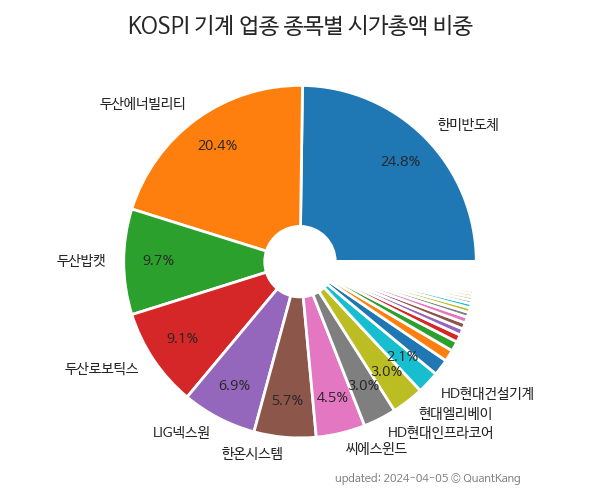 KOSPI 기계 업종 종목별 시가총액 비중
한미반도체
24.8%
두산에너빌리티
20.4%
두산밥캣
9.7%
두산로보틱스
9.1%
LIG넥스원
6.9%
한온시스템
5.7%
씨에스윈드
4.5%
HD현대인프라코어
3.0%
현대엘리베이
3.0%
HD현대건설기계
2.1%
updated: 2024-04-05 © QuantKang